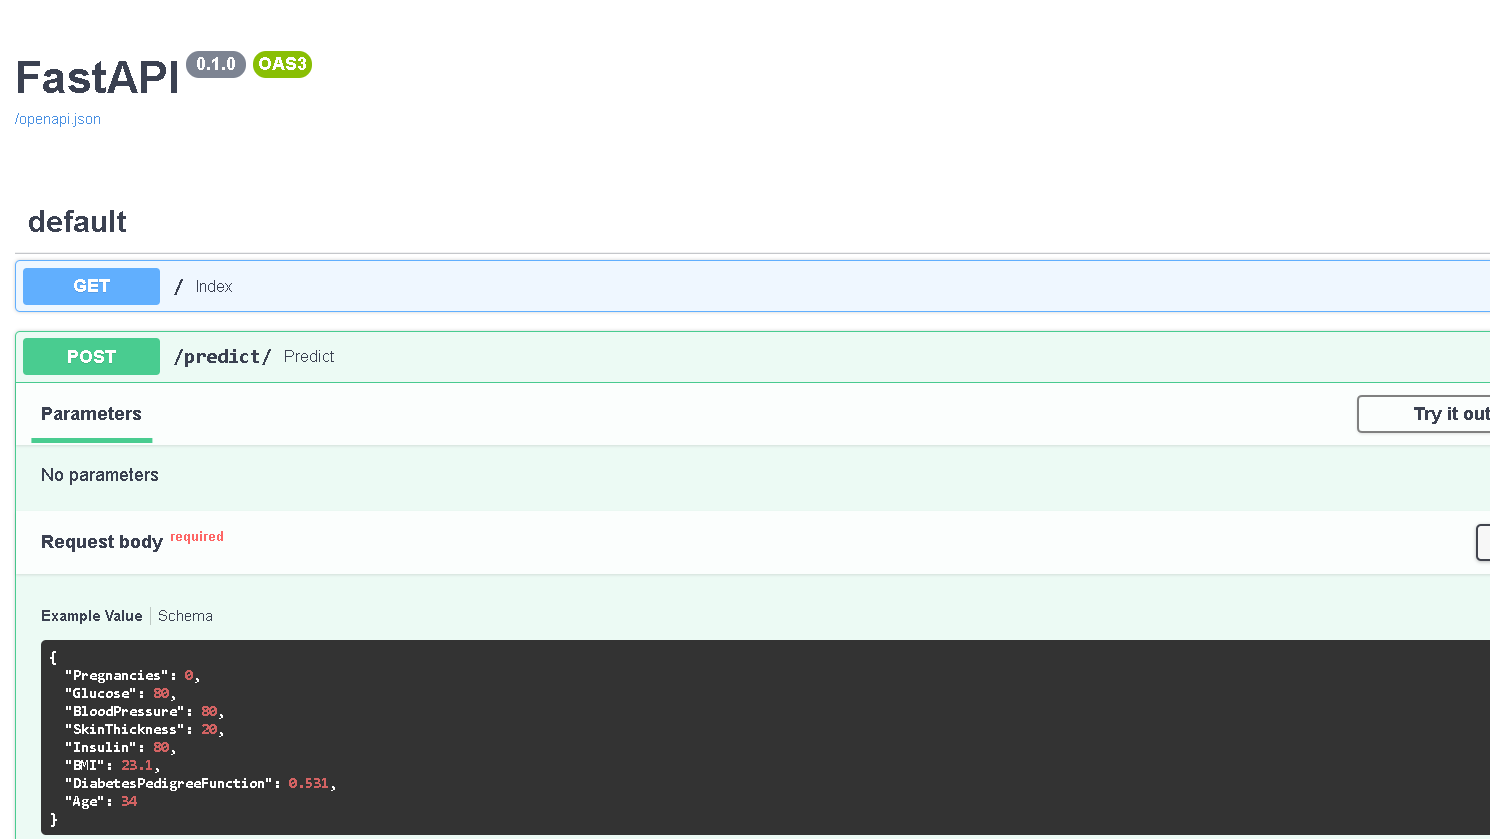 FastAPI 0.1.0 OAS3
/openapi.json
default
GET / Index
POST /predict/ Predict
Parameters
Try it out
No parameters
Request body required
Example Value Schema
{
"Pregnancies": 0,
"Glucose": 80,
"BloodPressure": 80,
"SkinThickness": 20,
"Insulin": 80,
"BMI": 23.1,
"DiabetesPedigreeFunction": 0.531,
"Age": 34
}